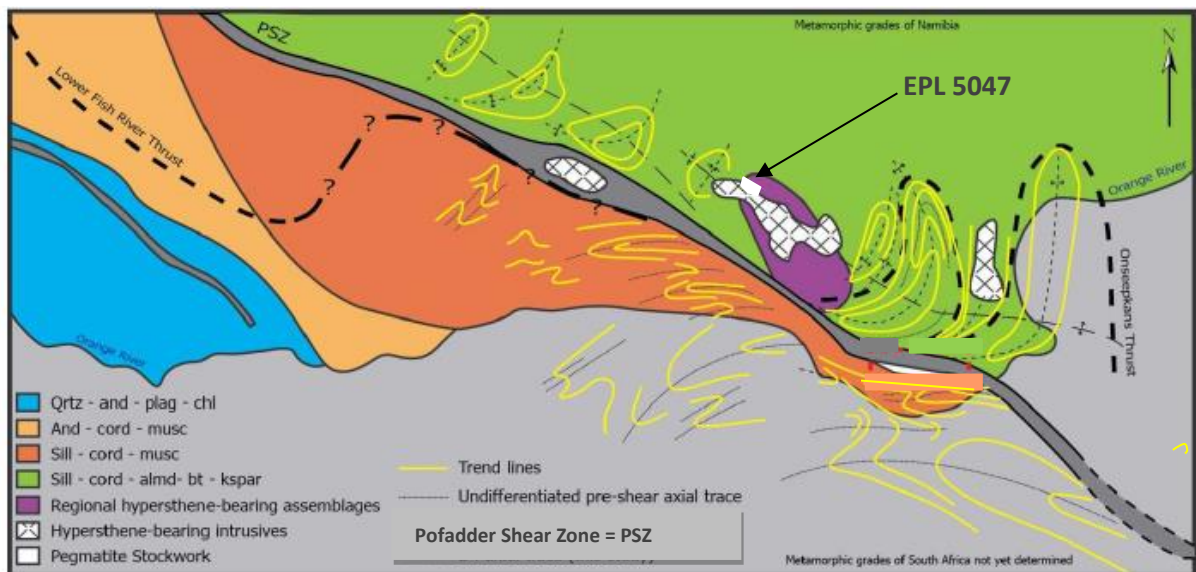 Metamorphic grades of Namibia
N
PSZ
EPL 5047
Lower Fish River Thrust
?
?
?
?
?
?
Orange River
Onseepkans Thrust
Orange River
Qrtz - and - plag - chl
And - cord - musc
Sill - cord - musc
Sill - cord - almd- bt - kspar
Regional hypersthene-bearing assemblages
Hypersthene-bearing intrusives
Pegmatite Stockwork
Trend lines
Undifferentiated pre-shear axial trace
Pofadder Shear Zone = PSZ
Metamorphic grades of South Africa not yet determined